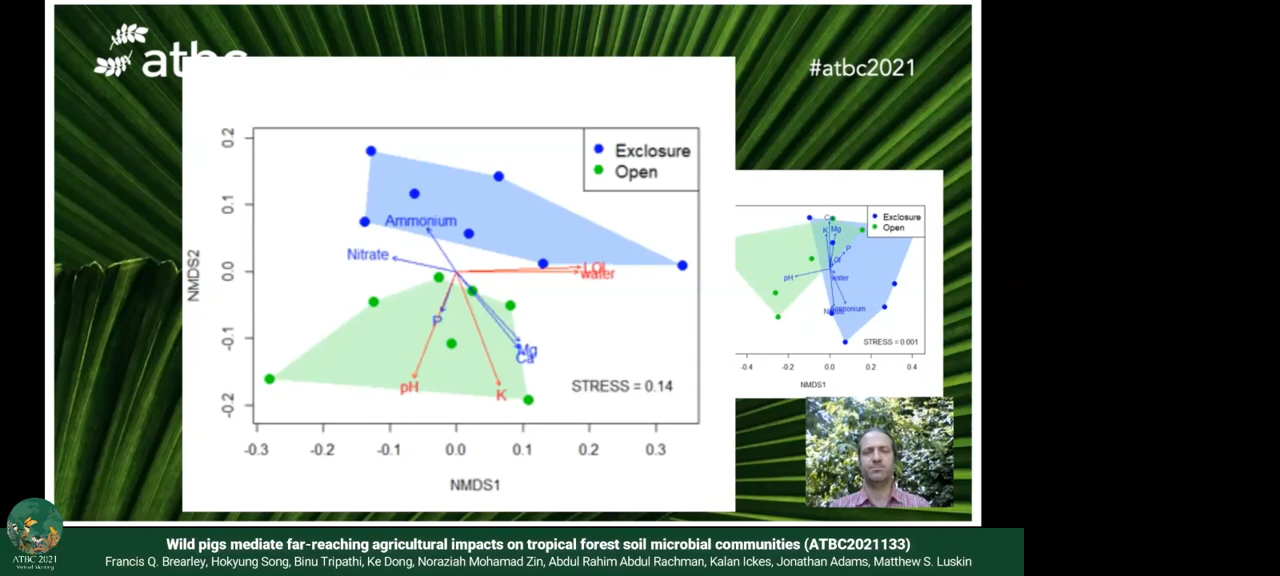 atbc
#atbc2021
Exclosure
Open
0.2
0.1
0.0
-0.1
-0.2
NMDS2
Ammonium
Nitrate
LOI
water
P
Mg
Ca
pH
K
STRESS = 0.14
-0.3 -0.2 -0.1 0.0 0.1 0.2 0.3
NMDS1
Exclosure
Open
Ca
K Mg
P
LOI
pH water
Ammonium
STRESS = 0.001
-0.4 -0.2 0.0 0.2 0.4
NMDS1
ATBC 2021
Virtual Meeting
Wild pigs mediate far-reaching agricultural impacts on tropical forest soil microbial communities (ATBC2021133)
Francis Q. Brearley, Hokyung Song, Binu Tripathi, Ke Dong, Noraziah Mohamad Zin, Abdul Rahim Abdul Rachman, Kalan Ickes, Jonathan Adams, Matthew S. Luskin